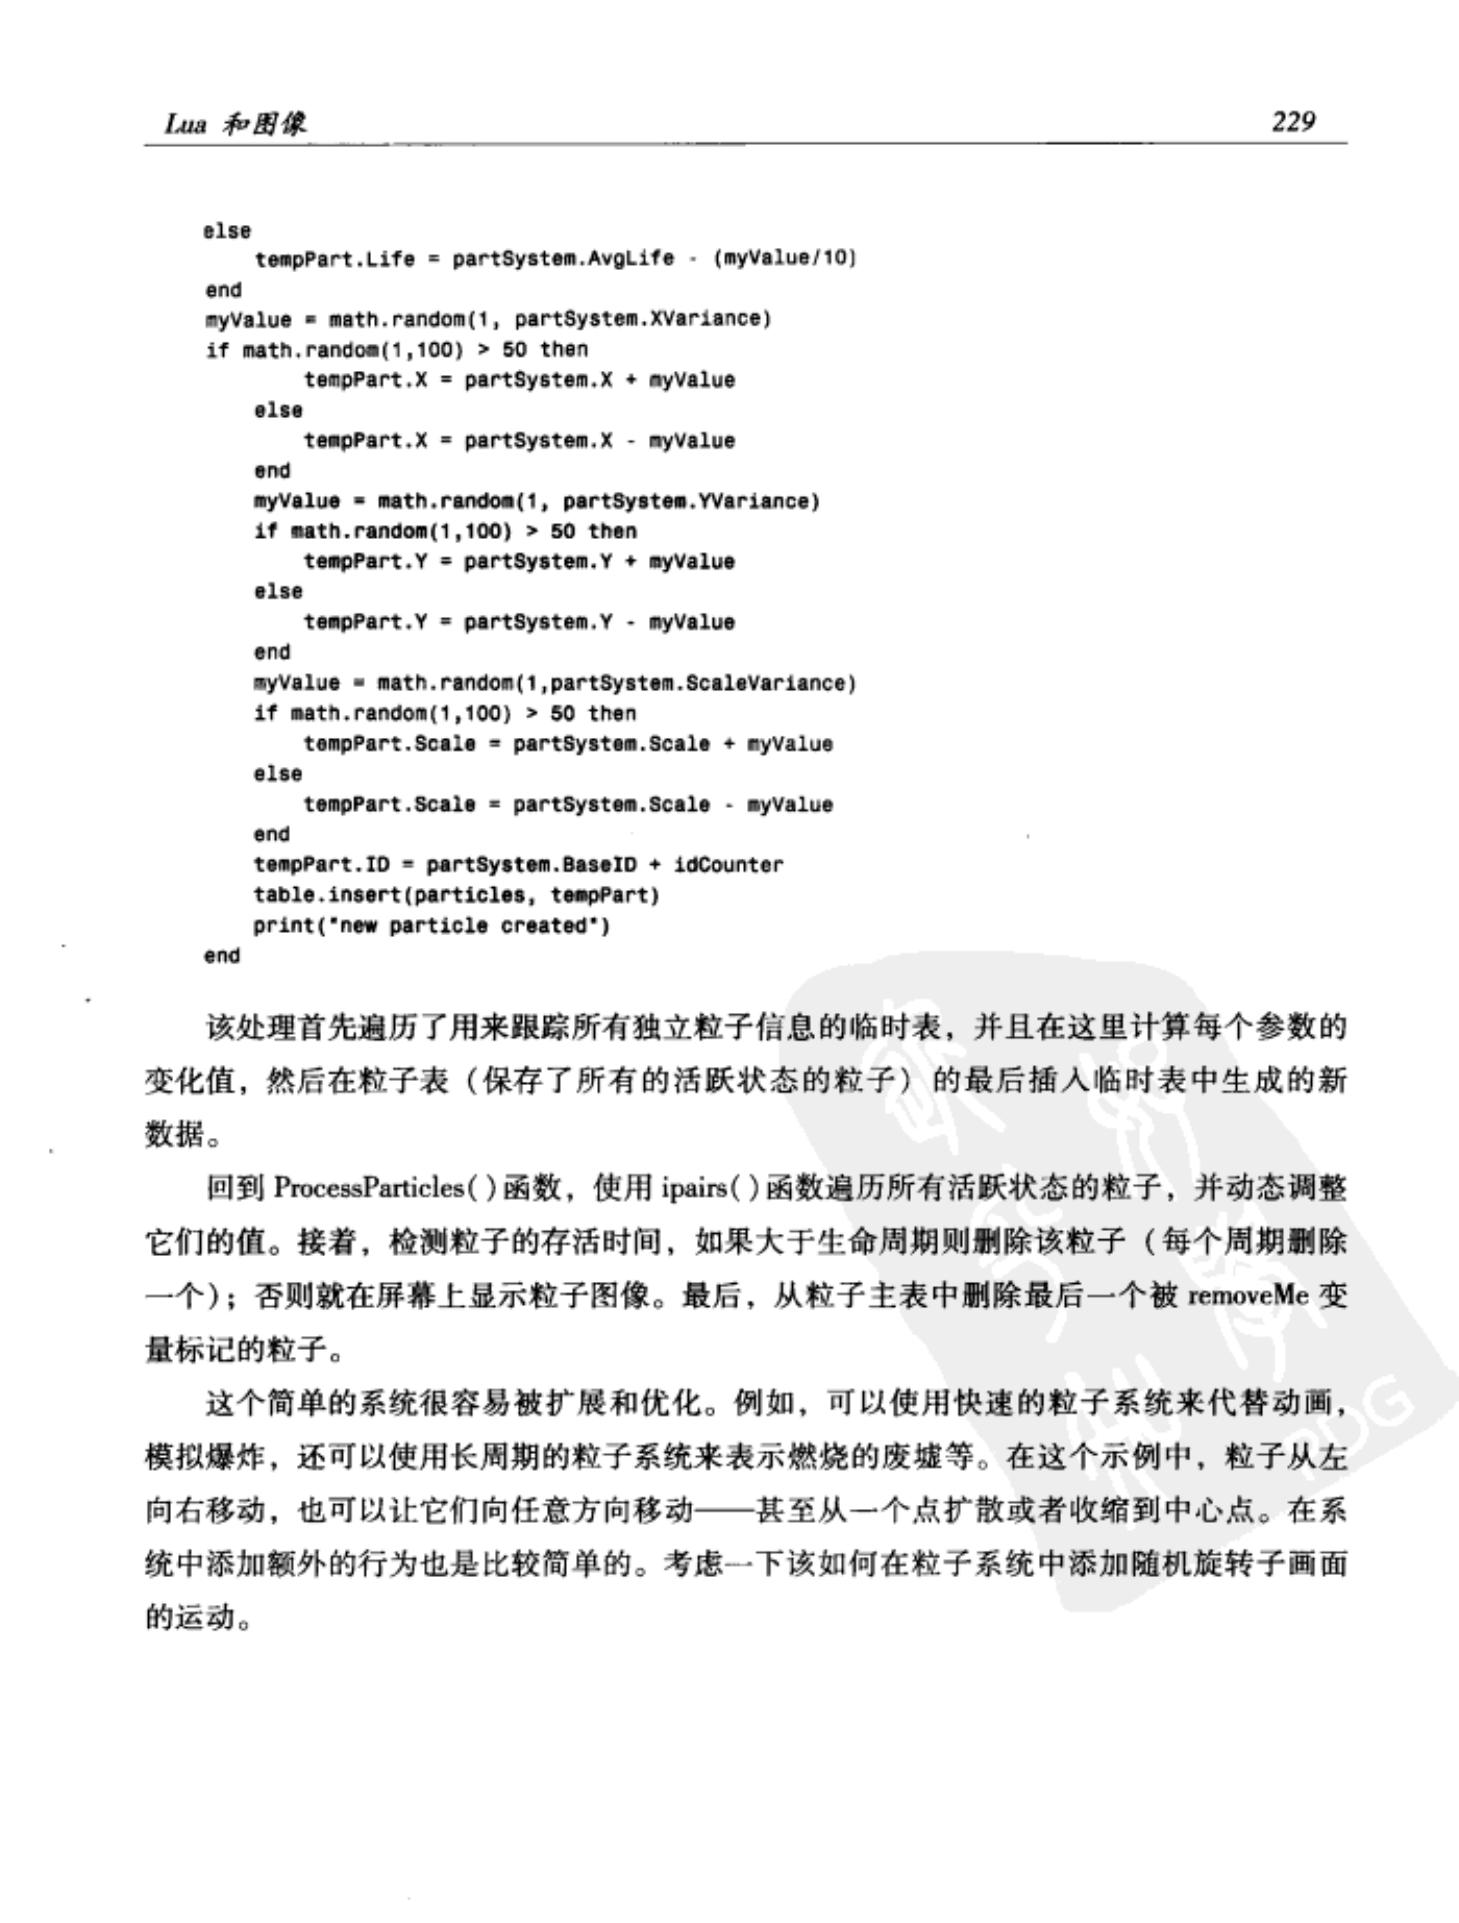 Lua 和图像 229
else
tempPart.Life = partSystem.AvgLife - (myValue/10)
end
myValue = math.random(1, partSystem.XVariance)
if math.random(1,100) > 50 then
tempPart.X = partSystem.X + myValue
else
tempPart.X = partSystem.X - myValue
end
myValue = math.random(1, partSystem.YVariance)
if math.random(1,100) > 50 then
tempPart.Y = partSystem.Y + myValue
else
tempPart.Y = partSystem.Y - myValue
end
myValue = math.random(1,partSystem.ScaleVariance)
if math.random(1,100) > 50 then
tempPart.Scale = partSystem.Scale + myValue
else
tempPart.Scale = partSystem.Scale - myValue
end
tempPart.ID = partSystem.BaseID + idCounter
table.insert(particles, tempPart)
print("new particle created")
end
该处理首先遍历了用来跟踪所有独立粒子信息的临时表，并且在这里计算每个参数的
变化值，然后在粒子表（保存了所有的活跃状态的粒子）的最后插入临时表中生成的新
数据。
回到 ProcessParticles( )函数，使用 ipairs( )函数遍历所有活跃状态的粒子，并动态调整
它们的值。接着，检测粒子的存活时间，如果大于生命周期则删除该粒子（每个周期删除
一个）；否则就在屏幕上显示粒子图像。最后，从粒子主表中删除最后一个被 removeMe 变
量标记的粒子。
这个简单的系统很容易被扩展和优化。例如，可以使用快速的粒子系统来代替动画，
模拟爆炸，还可以使用长周期的粒子系统来表示燃烧的废墟等。在这个示例中，粒子从左
向右移动，也可以让它们向任意方向移动——甚至从一个点扩散或者收缩到中心点。在系
统中添加额外的行为也是比较简单的。考虑一下该如何在粒子系统中添加随机旋转子画面
的运动。
PDG